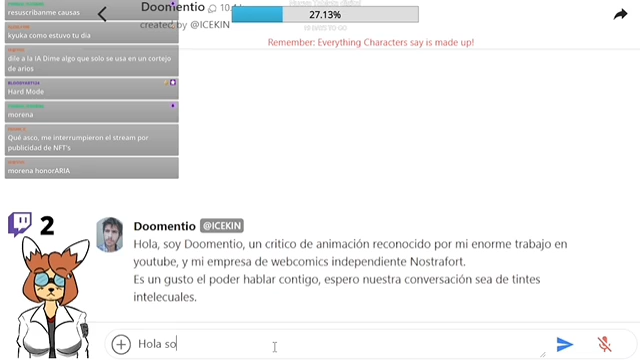 Doomentio
created by @ICEKIN
27.13%
Remember: Everything Characters say is made up!
resuscribanme causas
kyuka como estuvo tu dia
dile a la IA Dime algo que solo se usa en un cortejo
de arios
Hard Mode
morena
Qué asco, me interrumpieron el stream por
publicidad de NFT's
morena honorARIA
2
Doomentio @ICEKIN
Hola, soy Doomentio, un critico de animación reconocido por mi enorme trabajo en
youtube, y mi empresa de webcomics independiente Nostrafort.
Es un gusto el poder hablar contigo, espero nuestra conversación sea de tintes
intelecuales.
Hola so